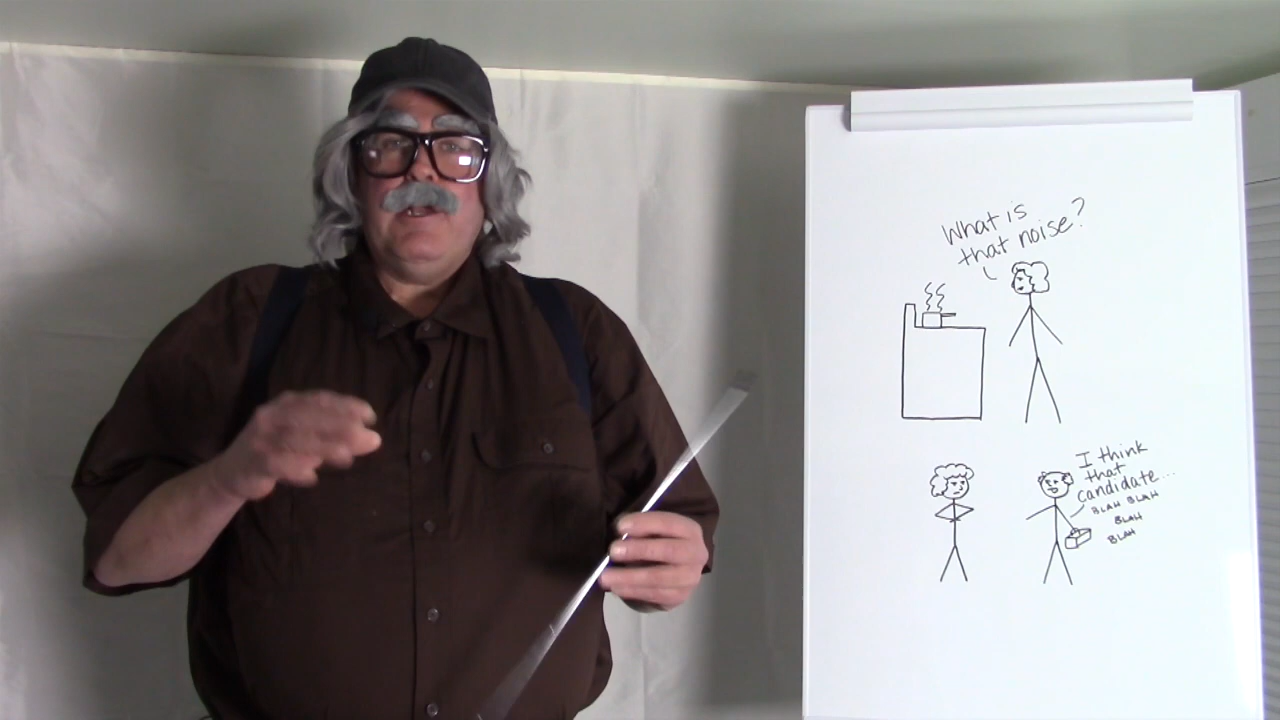 What is
that noise?
I think
that
candidate...
BLAH BLAH
BLAH
BLAH